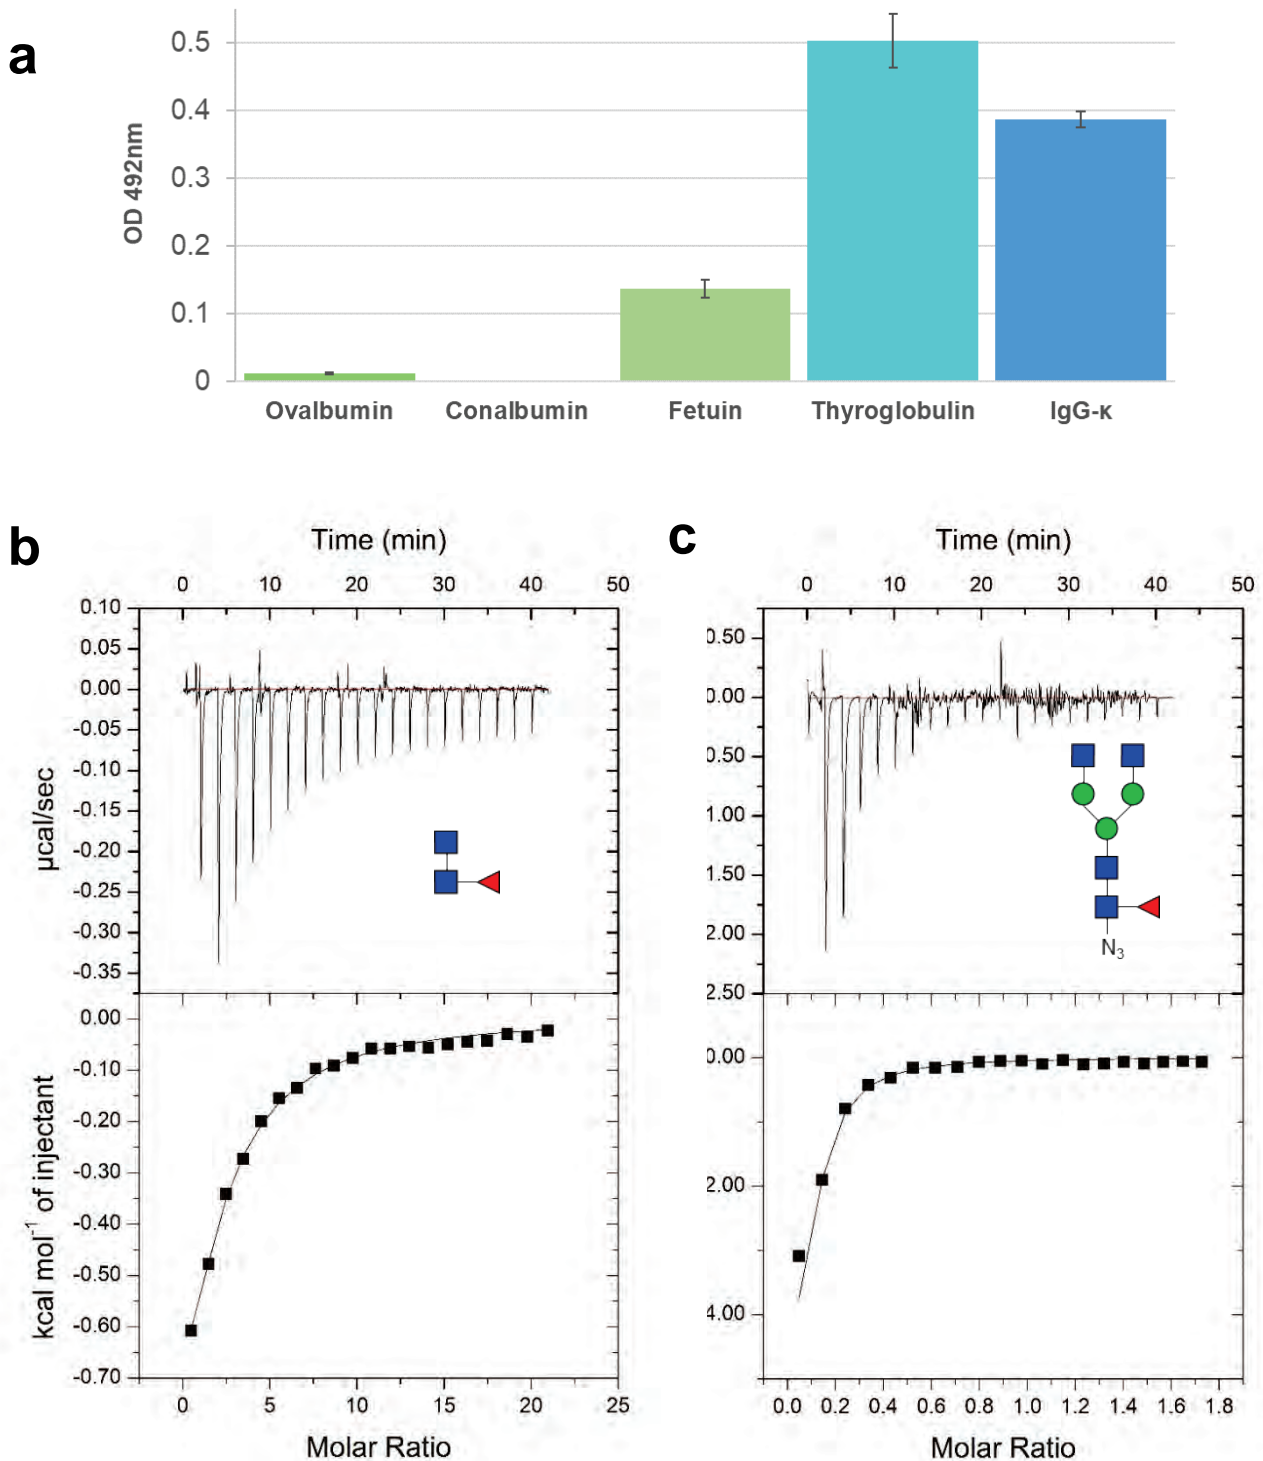 a
OD 492nm
0.5
0.4
0.3
0.2
0.1
0
Ovalbumin Conalbumin Fetuin Thyroglobulin IgG-κ
b
Time (min)
0 10 20 30 40 50
µcal/sec
0.10
0.05
0.00
-0.05
-0.10
-0.15
-0.20
-0.25
-0.30
-0.35
kcal mol⁻¹ of injectant
0.00
-0.10
-0.20
-0.30
-0.40
-0.50
-0.60
-0.70
0 5 10 15 20 25
Molar Ratio
c
Time (min)
0 10 20 30 40 50
0.50
0.00
0.50
1.00
1.50
2.00
2.50
N₃
0.00
2.00
4.00
0.0 0.2 0.4 0.6 0.8 1.0 1.2 1.4 1.6 1.8
Molar Ratio